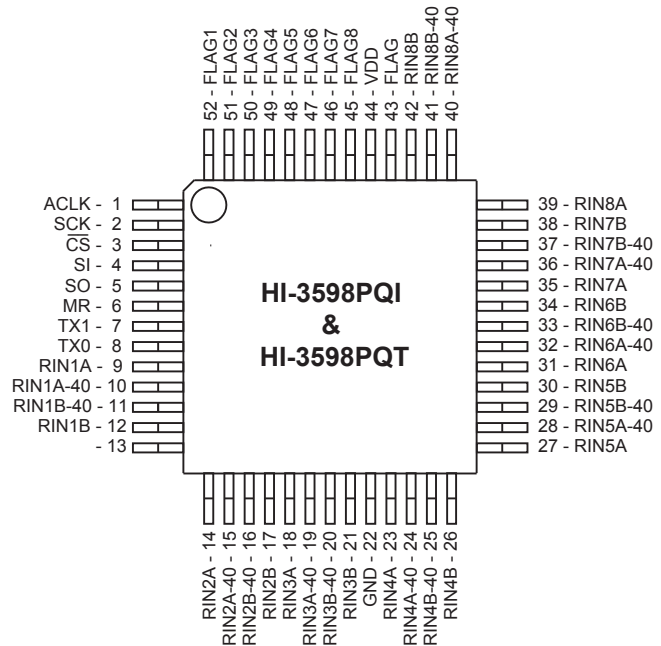 52 - FLAG1
51 - FLAG2
50 - FLAG3
49 - FLAG4
48 - FLAG5
47 - FLAG6
46 - FLAG7
45 - FLAG8
44 - VDD
43 - FLAG
42 - RIN8B
41 - RIN8B-40
40 - RIN8A-40
ACLK - 1
SCK - 2
CS - 3
SI - 4
SO - 5
MR - 6
TX1 - 7
TX0 - 8
RIN1A - 9
RIN1A-40 - 10
RIN1B-40 - 11
RIN1B - 12
- 13
HI-3598PQI
&
HI-3598PQT
39 - RIN8A
38 - RIN7B
37 - RIN7B-40
36 - RIN7A-40
35 - RIN7A
34 - RIN6B
33 - RIN6B-40
32 - RIN6A-40
31 - RIN6A
30 - RIN5B
29 - RIN5B-40
28 - RIN5A-40
27 - RIN5A
RIN2A - 14
RIN2A-40 - 15
RIN2B-40 - 16
RIN2B - 17
RIN3A - 18
RIN3A-40 - 19
RIN3B-40 - 20
RIN3B - 21
GND - 22
RIN4A - 23
RIN4A-40 - 24
RIN4B-40 - 25
RIN4B - 26